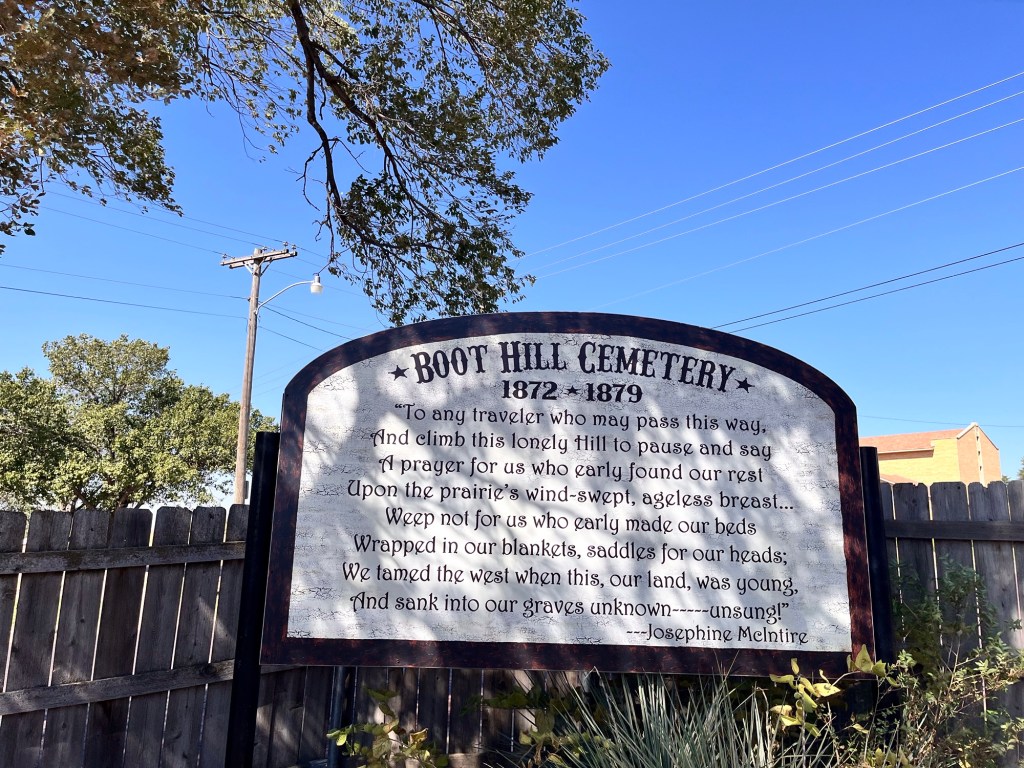 ★BOOT HILL CEMETERY★
1872★1879
"To any traveler who may pass this way,
And climb this lonely Hill to pause and say
A prayer for us who early found our rest
Upon the prairie's wind-swept, ageless breast...
Weep not for us who early made our beds
Wrapped in our blankets, saddles for our heads;
We tamed the west when this, our land, was young,
And sank into our graves unknown-----unsung!"
---Josephine McIntire